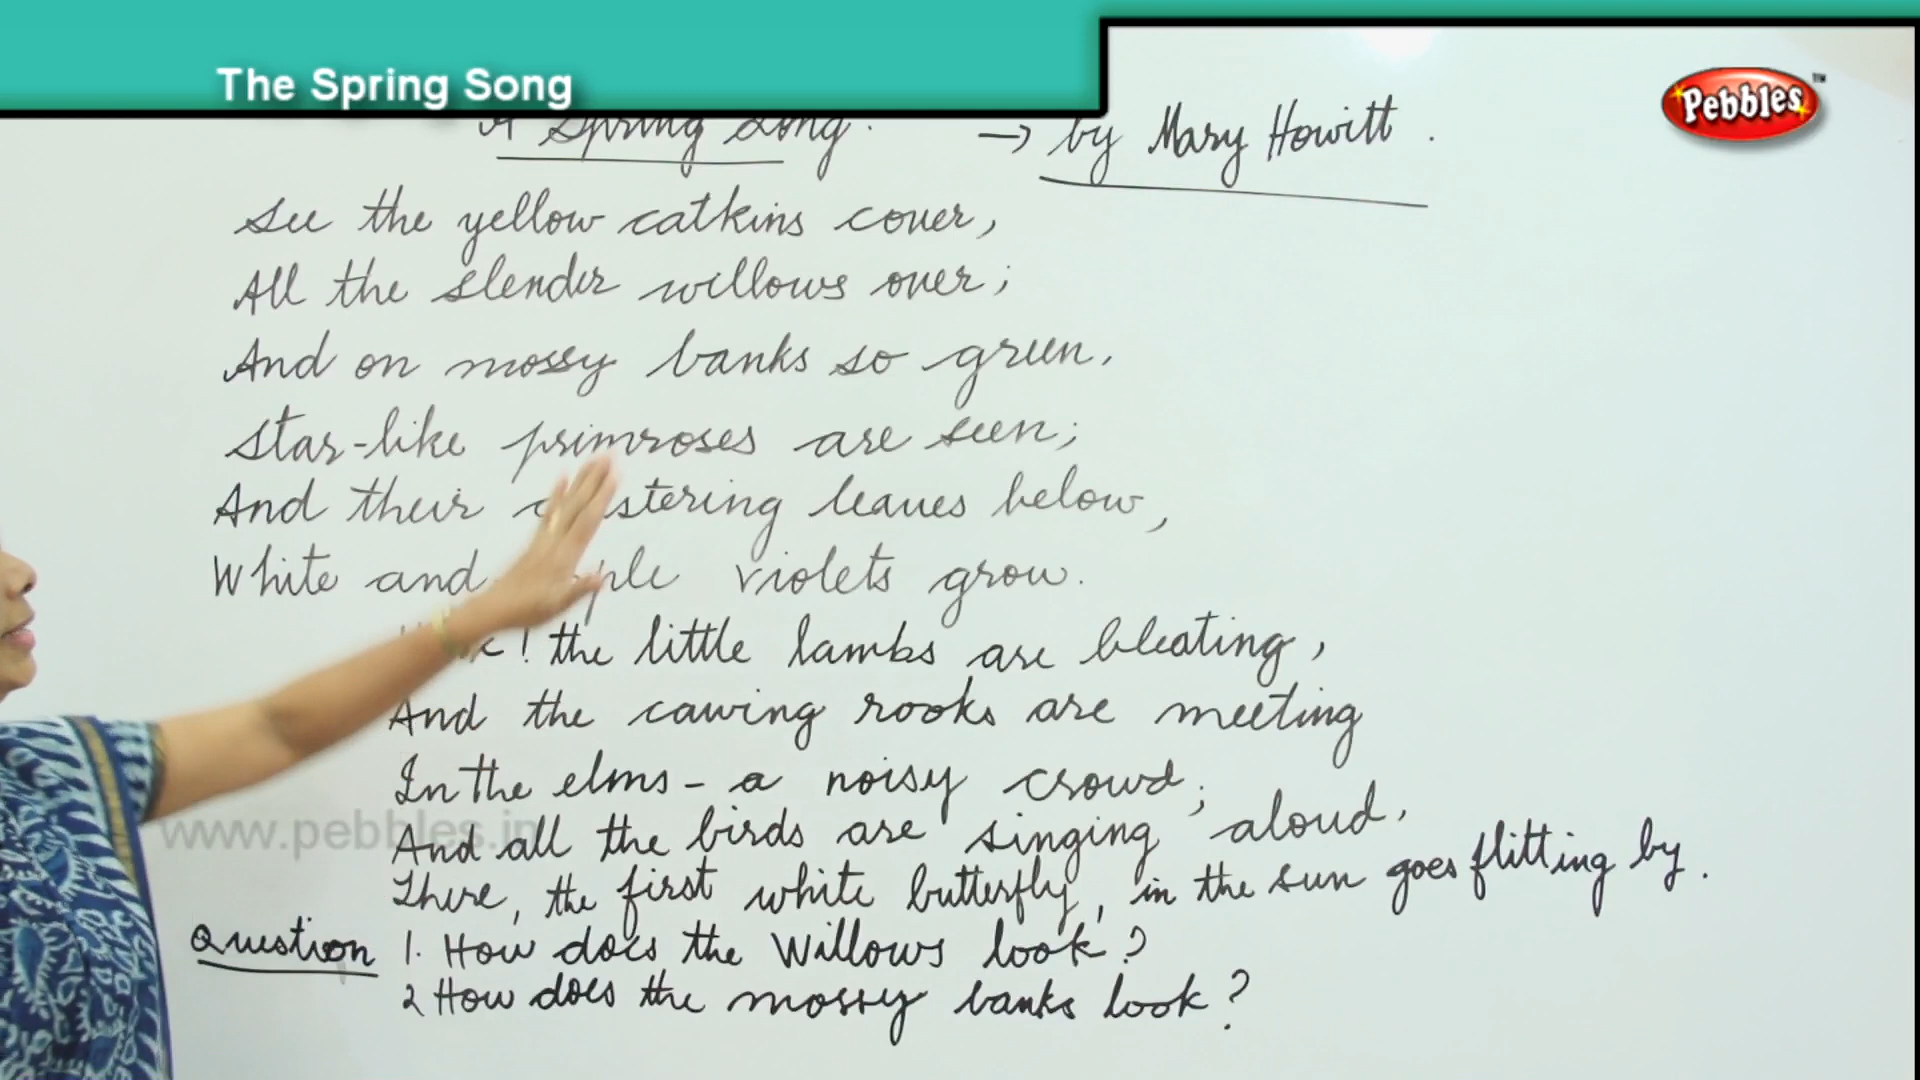 The Spring Song
Pebbles™
A Spring Song. → by Mary Howitt.
See the yellow catkins cover,
All the slender willows over;
And on mossy banks so green,
Star-like primroses are seen;
And their stering leaves below,
White and ple violets grow.
! the little lambs are bleating,
And the cawing rooks are meeting
In the elms - a noisy crowd;
And all the birds are singing aloud,
There, the first white butterfly, in the sun goes flitting by.
Question 1. How does the Willows look?
2 How does the mossy banks look?
www.pebbles.in